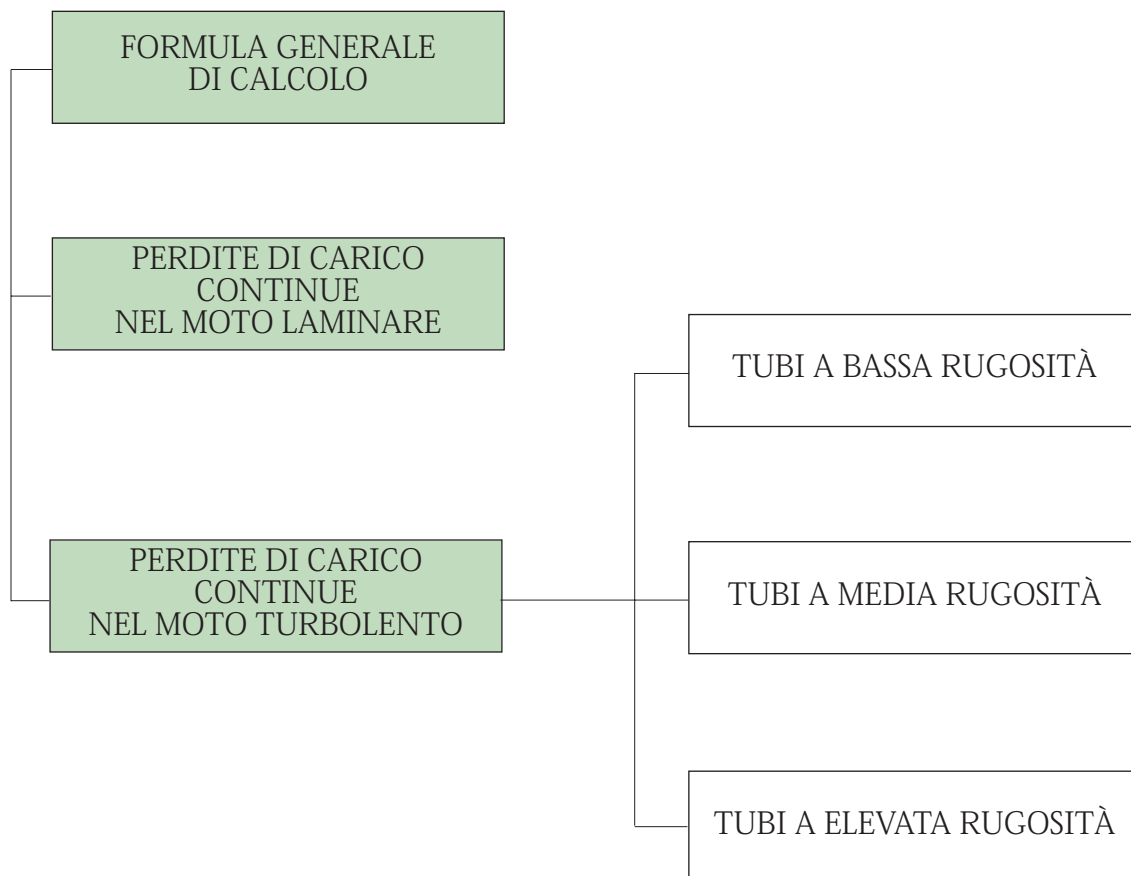 FORMULA GENERALE
DI CALCOLO
PERDITE DI CARICO
CONTINUE
NEL MOTO LAMINARE
PERDITE DI CARICO
CONTINUE
NEL MOTO TURBOLENTO
TUBI A BASSA RUGOSITÀ
TUBI A MEDIA RUGOSITÀ
TUBI A ELEVATA RUGOSITÀ